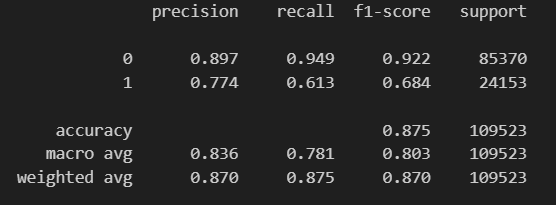 precision recall f1-score support
0 0.897 0.949 0.922 85370
1 0.774 0.613 0.684 24153
accuracy 0.875 109523
macro avg 0.836 0.781 0.803 109523
weighted avg 0.870 0.875 0.870 109523